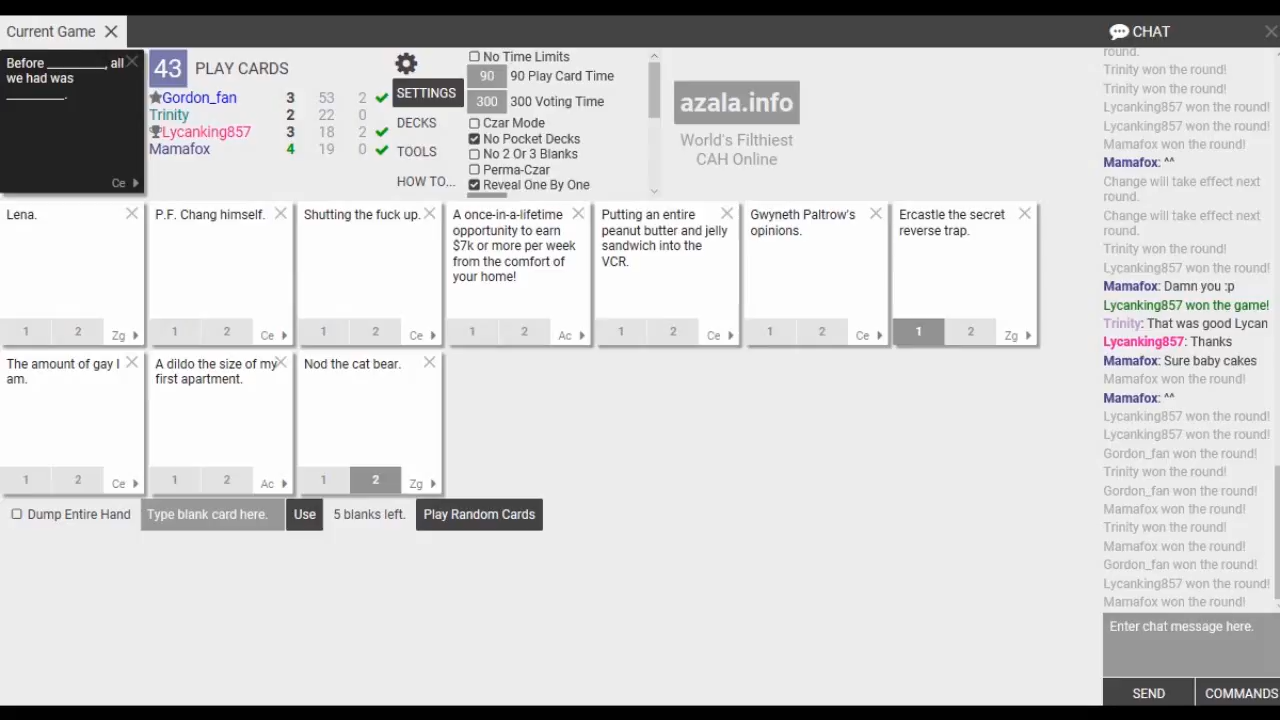 Current Game
Before ________, all
we had was
________.
Ce
43 PLAY CARDS
Gordon_fan 3 53 2
Trinity 2 22 0
Lycanking857 3 18 2
Mamafox 4 19 0
SETTINGS
DECKS
TOOLS
HOW TO...
No Time Limits
90 90 Play Card Time
300 300 Voting Time
Czar Mode
No Pocket Decks
No 2 Or 3 Blanks
Perma-Czar
Reveal One By One
azala.info
World's Filthiest
CAH Online
Lena.
1 2 Zg
P.F. Chang himself.
1 2 Ce
Shutting the fuck up.
1 2 Ce
A once-in-a-lifetime
opportunity to earn
$7k or more per week
from the comfort of
your home!
1 2 Ac
Putting an entire
peanut butter and jelly
sandwich into the
VCR.
1 2 Ce
Gwyneth Paltrow's
opinions.
1 2 Ce
Ercastle the secret
reverse trap.
1 2 Zg
The amount of gay I
am.
1 2 Ce
A dildo the size of my
first apartment.
1 2 Ac
Nod the cat bear.
1 2 Zg
Dump Entire Hand
Type blank card here.
Use
5 blanks left.
Play Random Cards
CHAT
round.
Trinity won the round!
Trinity won the round!
Lycanking857 won the round!
Lycanking857 won the round!
Mamafox won the round!
Mamafox: ^^
Change will take effect next
round.
Change will take effect next
round.
Trinity won the round!
Lycanking857 won the round!
Mamafox: Damn you :p
Lycanking857 won the game!
Trinity: That was good Lycan
Lycanking857: Thanks
Mamafox: Sure baby cakes
Mamafox won the round!
Mamafox: ^^
Lycanking857 won the round!
Lycanking857 won the round!
Gordon_fan won the round!
Trinity won the round!
Gordon_fan won the round!
Mamafox won the round!
Trinity won the round!
Mamafox won the round!
Gordon_fan won the round!
Lycanking857 won the round!
Mamafox won the round!
Enter chat message here.
SEND
COMMANDS